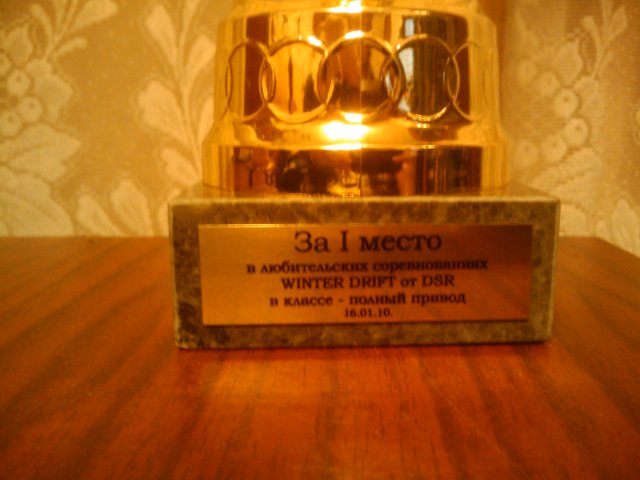 За I место
в любительских соревнованиях
WINTER DRIFT от DSR
в классе - полный привод
16.01.10.